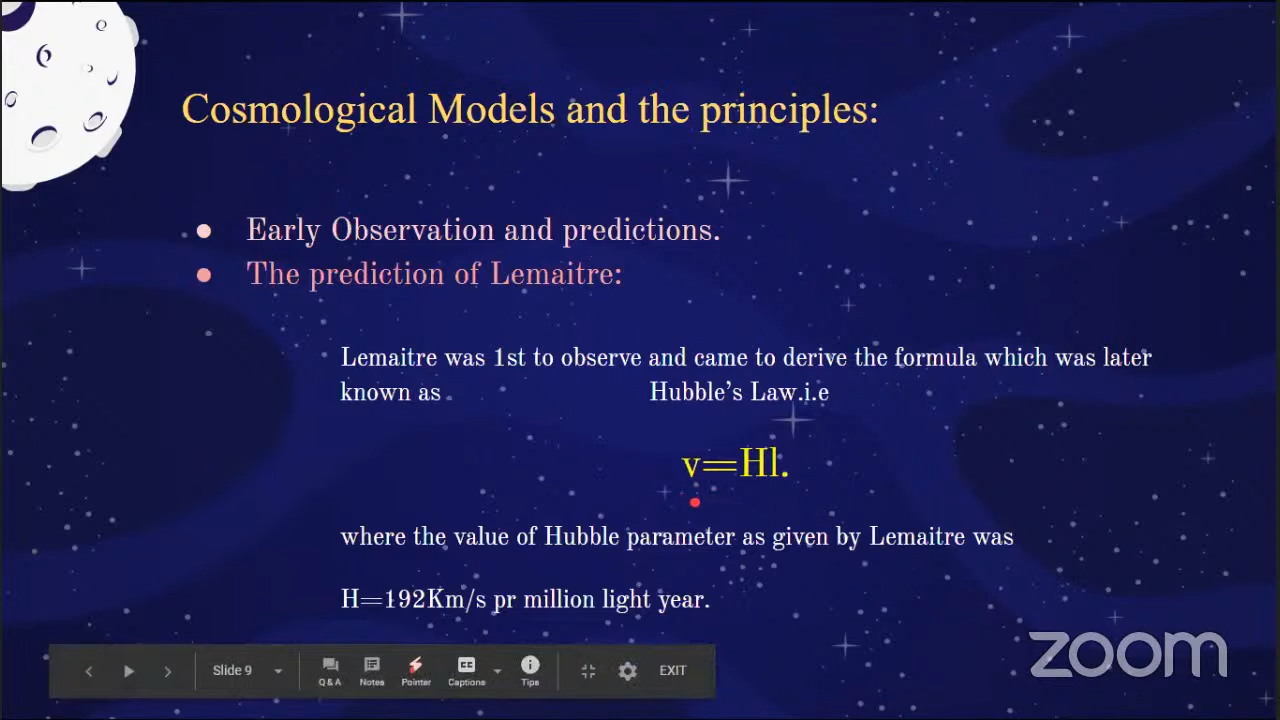 Cosmological Models and the principles:
● Early Observation and predictions.
● The prediction of Lemaitre:
Lemaitre was 1st to observe and came to derive the formula which was later
known as Hubble's Law.i.e
v=Hl.
where the value of Hubble parameter as given by Lemaitre was
H=192Km/s pr million light year.
Slide 9 Q&A Notes Pointer Captions Tips EXIT
zoom